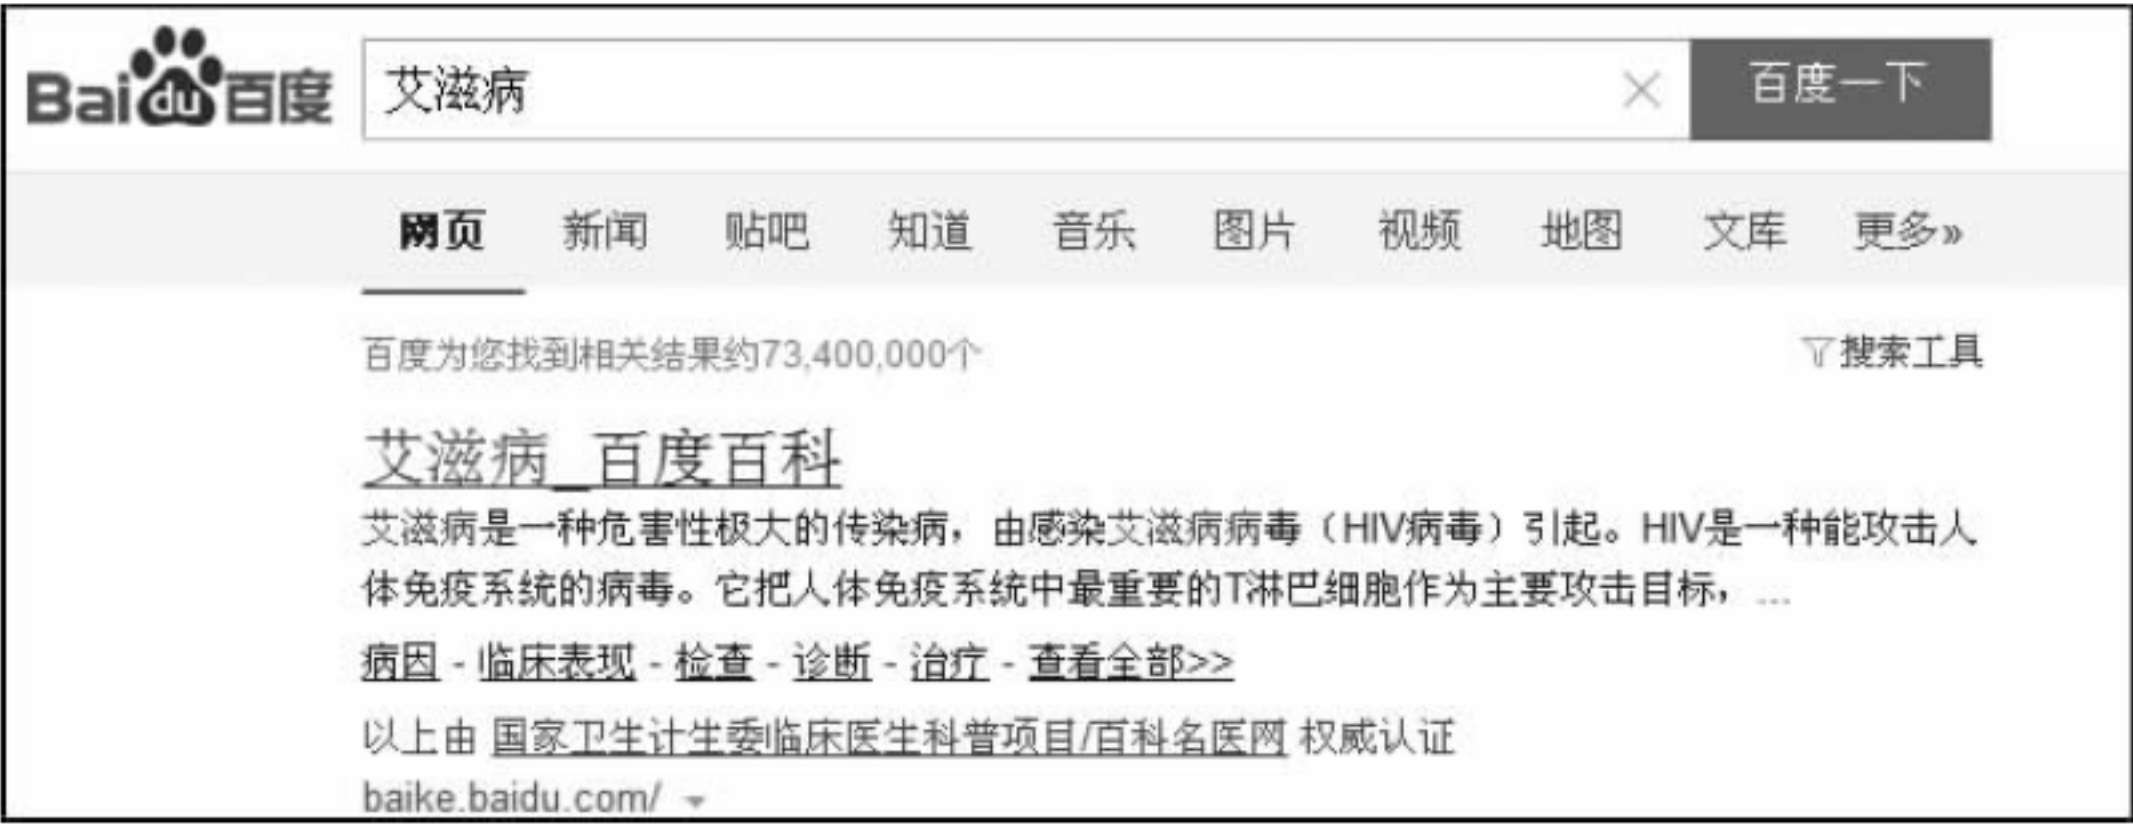 Baidu百度 艾滋病 百度一下
网页 新闻 贴吧 知道 音乐 图片 视频 地图 文库 更多»
百度为您找到相关结果约73,400,000个 搜索工具
艾滋病_百度百科
艾滋病是一种危害性极大的传染病，由感染艾滋病病毒（HIV病毒）引起。HIV是一种能攻击人
体免疫系统的病毒。它把人体免疫系统中最重要的T淋巴细胞作为主要攻击目标，...
病因 - 临床表现 - 检查 - 诊断 - 治疗 - 查看全部>>
以上由 国家卫生计生委临床医生科普项目/百科名医网 权威认证
baike.baidu.com/